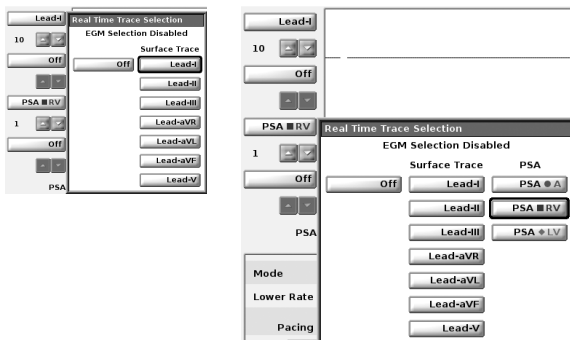 Lead-I
Real Time Trace Selection
EGM Selection Disabled
10
Surface Trace
Off
Off
Lead-I
Lead-II
PSA RV
Lead-III
1
Lead-aVR
Off
Lead-aVL
Lead-aVF
PSA
Lead-V
Lead-I
10
Off
PSA RV
Real Time Trace Selection
1
EGM Selection Disabled
Surface Trace PSA
Off
Off
Lead-I
PSA A
Lead-II
PSA RV
PSA
Lead-III
PSA LV
Lead-aVR
Mode
Lead-aVL
Lower Rate
Lead-aVF
Pacing
Lead-V